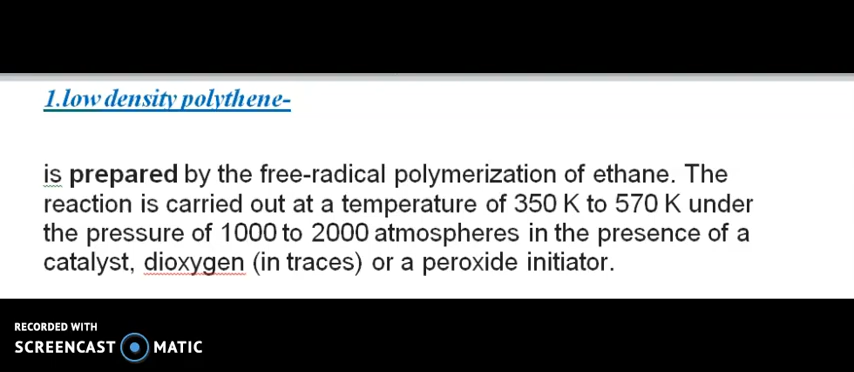 1.low density polythene-
is prepared by the free-radical polymerization of ethane. The
reaction is carried out at a temperature of 350 K to 570 K under
the pressure of 1000 to 2000 atmospheres in the presence of a
catalyst, dioxygen (in traces) or a peroxide initiator.
RECORDED WITH
SCREENCAST MATIC